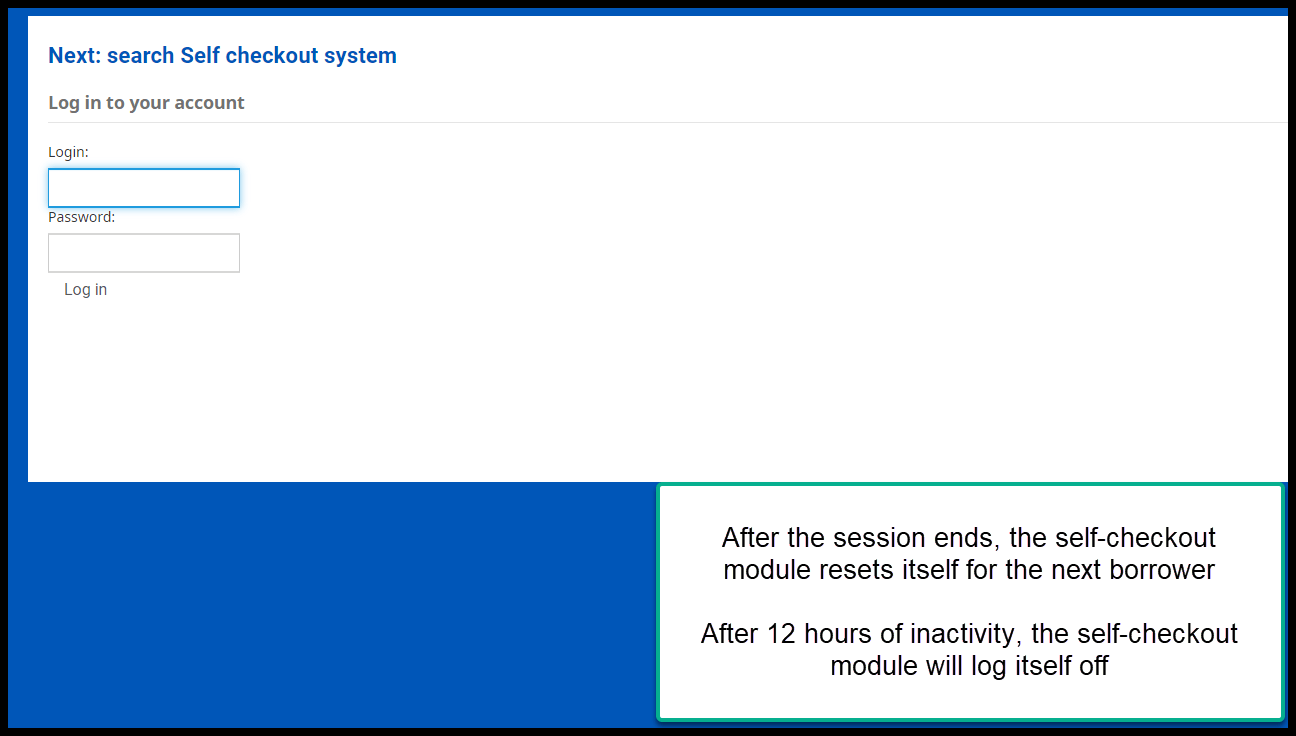 Next: search Self checkout system
Log in to your account
Login:
Password:
Log in
After the session ends, the self-checkout
module resets itself for the next borrower
After 12 hours of inactivity, the self-checkout
module will log itself off